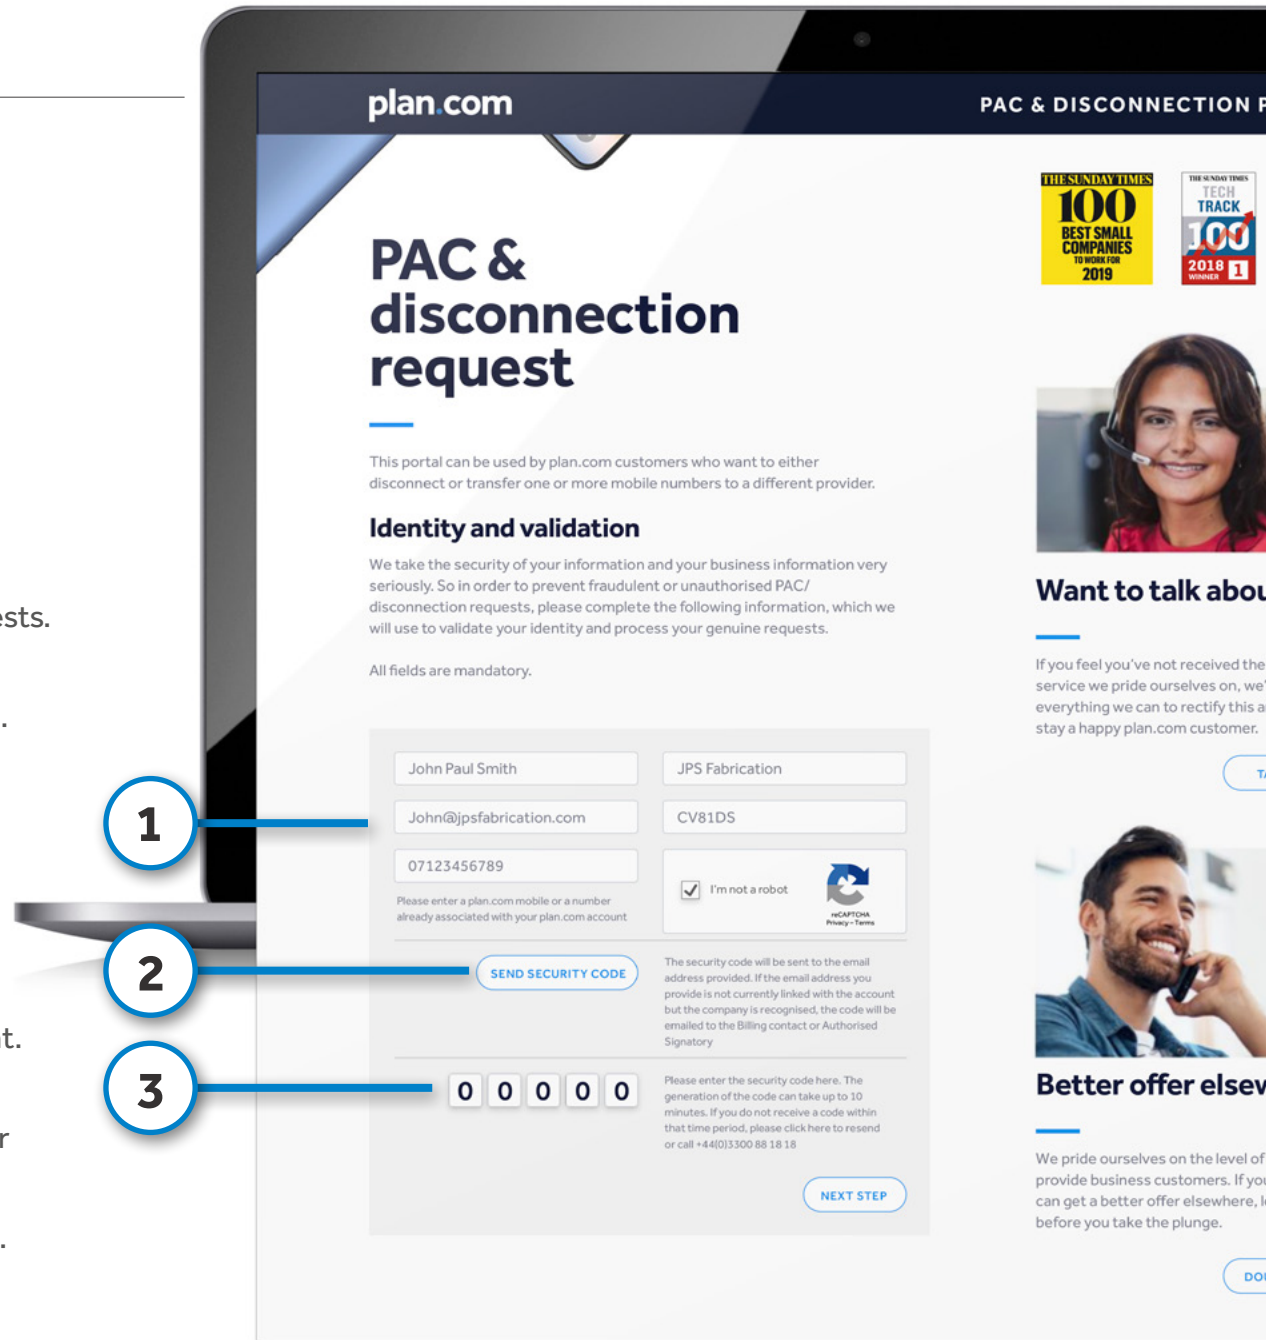 plan.com
PAC & DISCONNECTION
THE SUNDAY TIMES
100
BEST SMALL
COMPANIES
TO WORK FOR
2019
THE SUNDAY TIMES
TECH
TRACK
100
2018
WINNER 1
PAC &
disconnection
request
This portal can be used by plan.com customers who want to either
disconnect or transfer one or more mobile numbers to a different provider.
Identity and validation
We take the security of your information and your business information very
seriously. So in order to prevent fraudulent or unauthorised PAC/
disconnection requests, please complete the following information, which we
will use to validate your identity and process your genuine requests.
All fields are mandatory.
John Paul Smith
JPS Fabrication
John@jpsfabrication.com
CV81DS
07123456789
Please enter a plan.com mobile or a number
already associated with your plan.com account
I'm not a robot
reCAPTCHA
Privacy - Terms
SEND SECURITY CODE
The security code will be sent to the email
address provided. If the email address you
provide is not currently linked with the account
but the company is recognised, the code will be
emailed to the Billing contact or Authorised
Signatory
0 0 0 0 0
Please enter the security code here. The
generation of the code can take up to 10
minutes. If you do not receive a code within
that time period, please click here to resend
or call +44(0)3300 88 18 18
NEXT STEP
1
2
3
Want to talk
If you feel you've not received the
service we pride ourselves on,
everything we can to rectify this
stay a happy plan.com customer.
Better offer
We pride ourselves on the level of
provide business customers. If
can get a better offer elsewhere,
before you take the plunge.